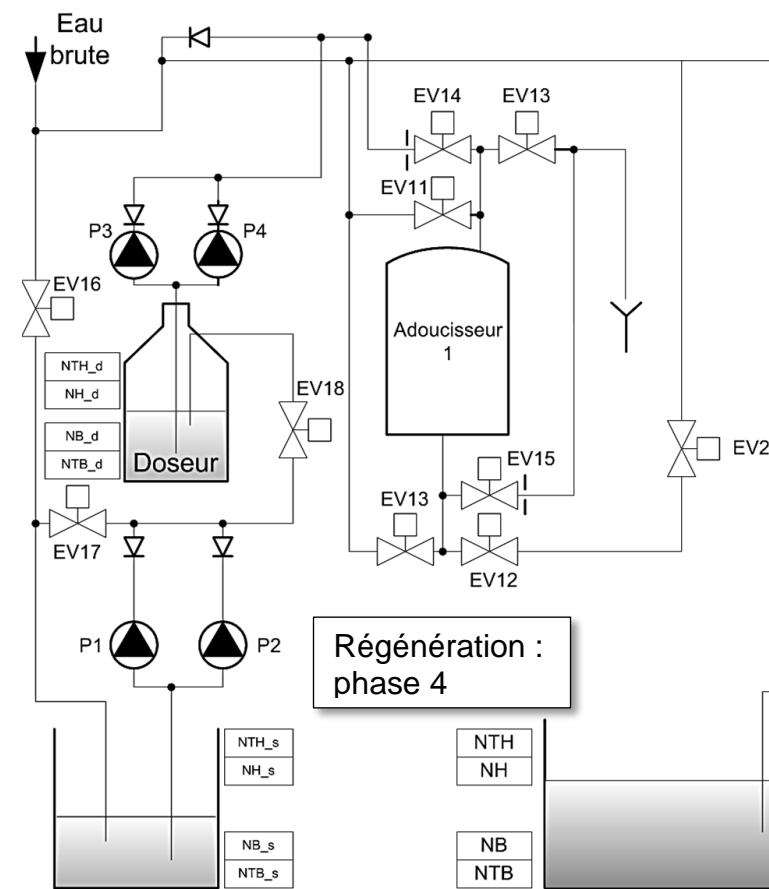 Eau
brute
EV14
EV13
EV11
P3
P4
EV16
Adoucisseur
1
NTH_d
NH_d
EV18
NB_d
NTB_d
Doseur
EV2
EV15
EV13
EV17
EV12
P1
P2
Régénération :
phase 4
NTH_s
NH_s
NTH
NH
NB_s
NTB_s
NB
NTB